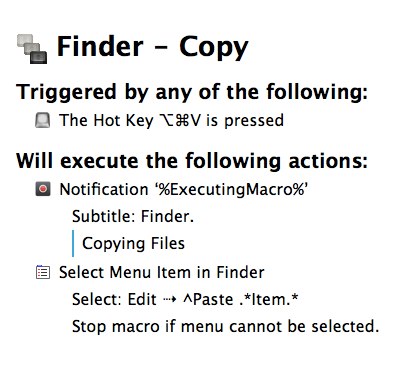 Finder – Copy
Triggered by any of the following:
The Hot Key ⌥⌘V is pressed
Will execute the following actions:
Notification ‘%ExecutingMacro%’
Subtitle: Finder.
Copying Files
Select Menu Item in Finder
Select: Edit ⇢ ^Paste .*Item.*
Stop macro if menu cannot be selected.